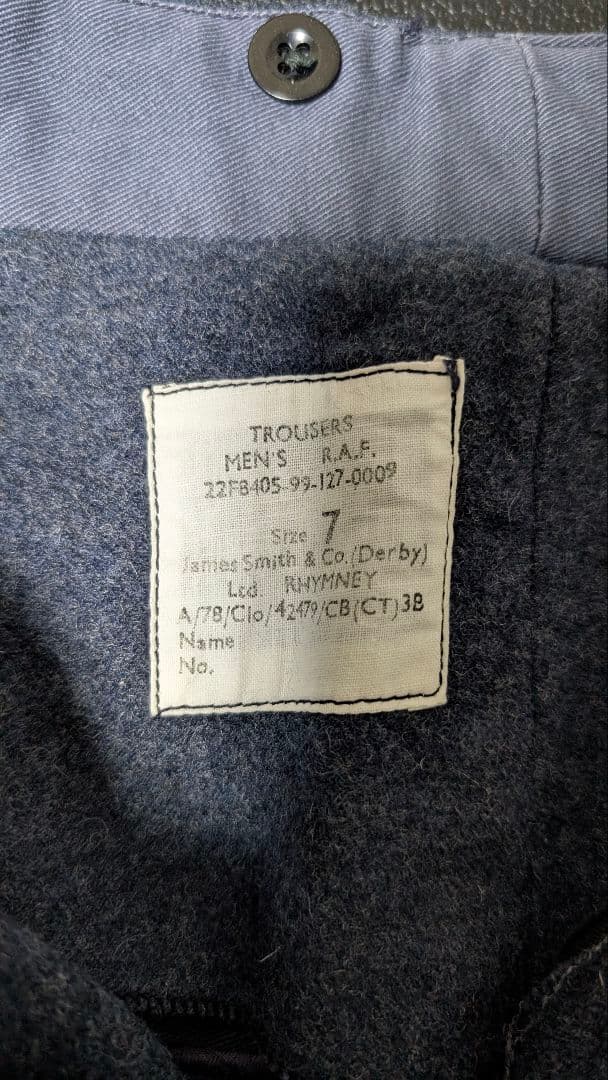 TROUSERS
MEN'S R.A.F.
22F8405-99-127-0009
Size 7
James Smith & Co.(Derby)
Ltd. RHYMNEY
A/78/Clo/42479/CB(CT)3B
Name
No.